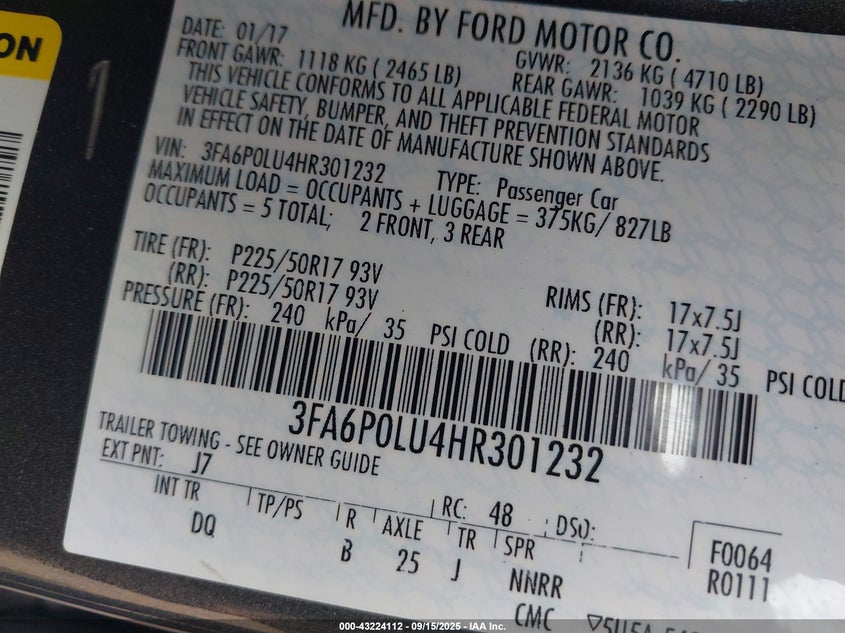 ON
MFD. BY FORD MOTOR CO.
DATE: 01/17
GVWR: 2136 KG ( 4710 LB)
FRONT GAWR: 1118 KG ( 2465 LB)
REAR GAWR: 1039 KG ( 2290 LB)
THIS VEHICLE CONFORMS TO ALL APPLICABLE FEDERAL MOTOR
VEHICLE SAFETY, BUMPER, AND THEFT PREVENTION STANDARDS
IN EFFECT ON THE DATE OF MANUFACTURE SHOWN ABOVE.
VIN: 3FA6P0LU4HR301232
TYPE: Passenger Car
MAXIMUM LOAD = OCCUPANTS + LUGGAGE = 375KG/ 827LB
OCCUPANTS = 5 TOTAL; 2 FRONT, 3 REAR
TIRE (FR): P225/50R17 93V
RIMS (FR): 17x7.5J
(RR): P225/50R17 93V
(RR): 17x7.5J
PRESSURE (FR): 240 kPa/ 35 PSI COLD (RR): 240 kPa/ 35 PSI COLD
3FA6P0LU4HR301232
TRAILER TOWING - SEE OWNER GUIDE
EXT PNT: J7
RC: 48 DSO:
INT TR TP/PS R AXLE TR SPR
DQ B 25 J NNRR
F0064
R0111
CMC
000-43224112 - 09/15/2025 - IAA Inc.